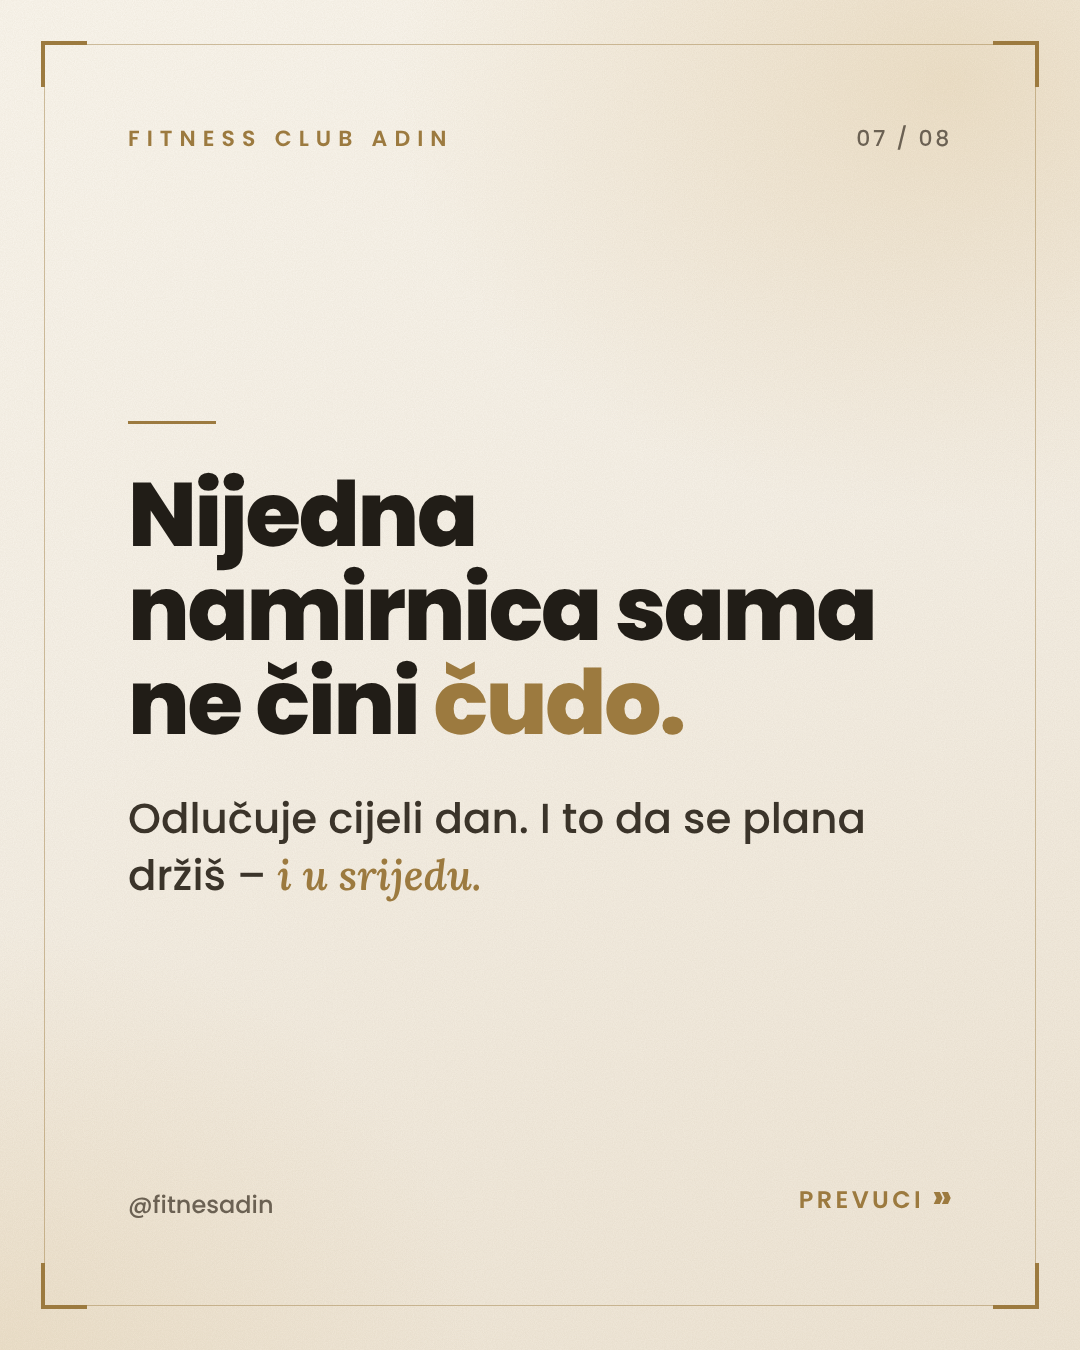 FITNESS CLUB ADIN
07 / 08
Nijedna
namirnica sama
ne čini čudo.
Odlučuje cijeli dan. I to da se plana
držiš – i u srijedu.
@fitnesadin
PREVUCI »